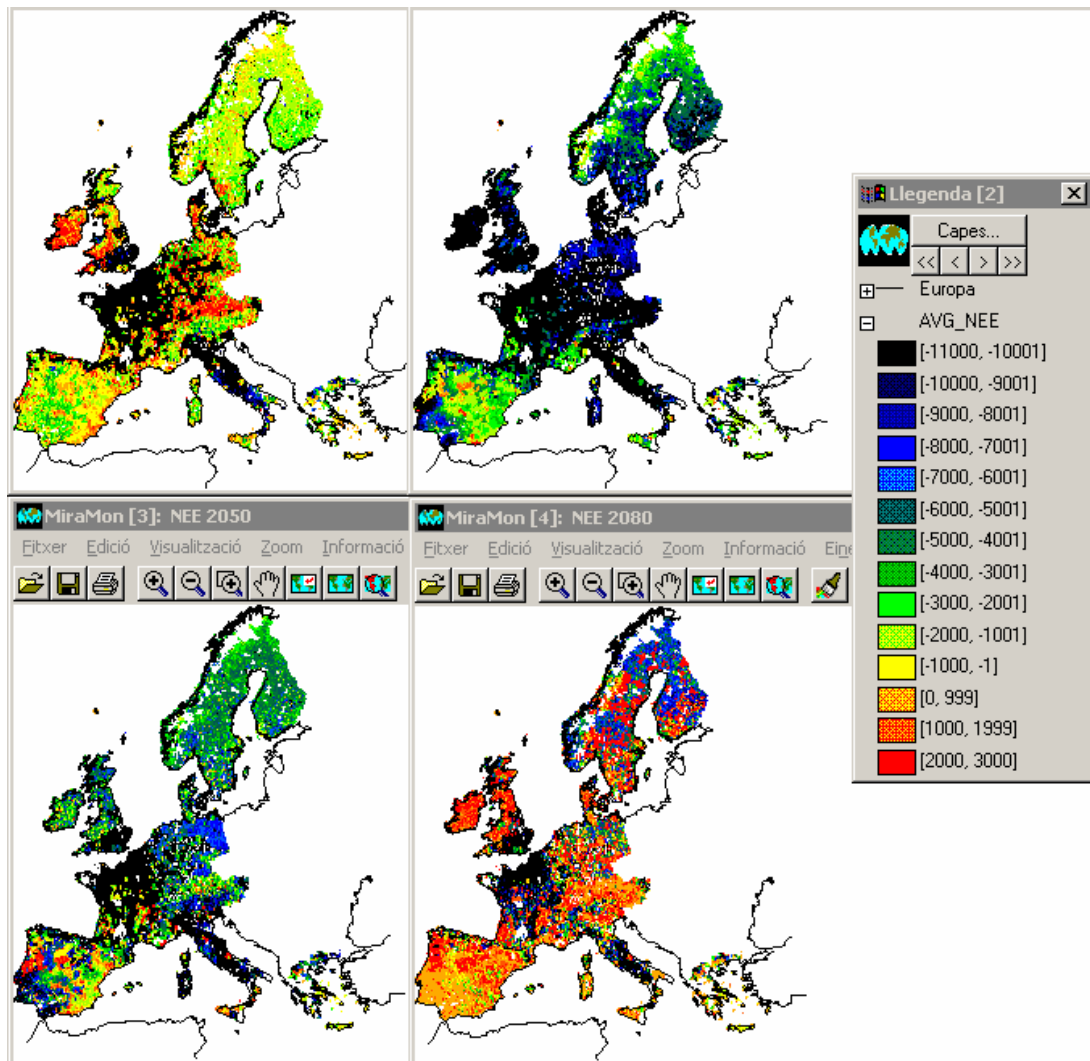 Llegenda [2]
Capes...
<< < > >>
Europa
AVG_NEE
[-11000, -10001]
[-10000, -9001]
[-9000, -8001]
[-8000, -7001]
[-7000, -6001]
[-6000, -5001]
[-5000, -4001]
[-4000, -3001]
[-3000, -2001]
[-2000, -1001]
[-1000, -1]
[0, 999]
[1000, 1999]
[2000, 3000]
MiraMon [3]: NEE 2050
Fitxer Edició Visualització Zoom Informació
MiraMon [4]: NEE 2080
Fitxer Edició Visualització Zoom Informació Eine